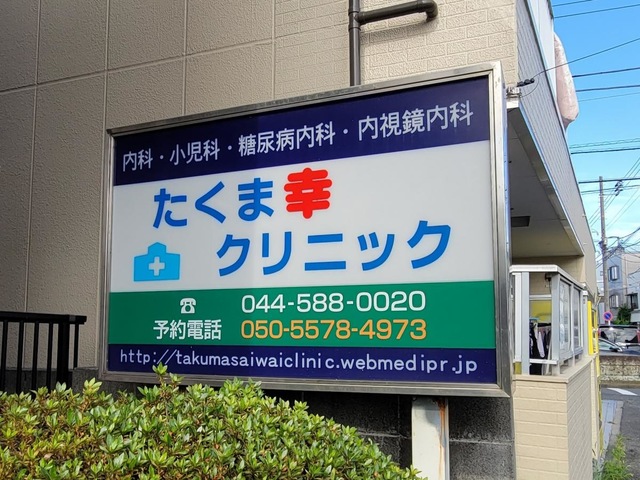 内科・小児科・糖尿病内科・内視鏡内科
たくま幸
クリニック
☎ 044-588-0020
予約電話 050-5578-4973
http://takumasaiwaiclinic.webmedipr.jp